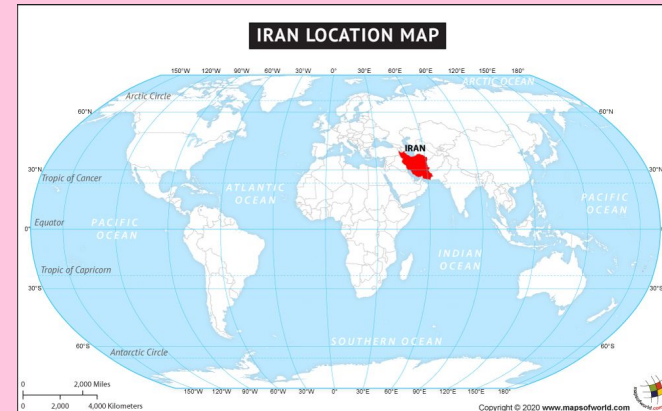 IRAN LOCATION MAP
150°W 120°W 90°W 60°W 30°W 0° 30°E 60°E 90°E 120°E 150°E 180°
ARCTIC OCEAN
Arctic Circle
60°N 60°N
IRAN
30°N 30°N
Tropic of Cancer
ATLANTIC
OCEAN
PACIFIC
OCEAN
Equator
PACIFIC
OCEAN
0° 0°
INDIAN
OCEAN
Tropic of Capricorn
30°S 30°S
SOUTHERN OCEAN
60°S 60°S
Antarctic Circle
150°W 120°W 90°W 60°W 30°W 0° 30°E 60°E 90°E 120°E 150°E 180°
0 2,000 Miles
0 2,000 4,000 Kilometers
Copyright © 2020 www.mapsofworld.com